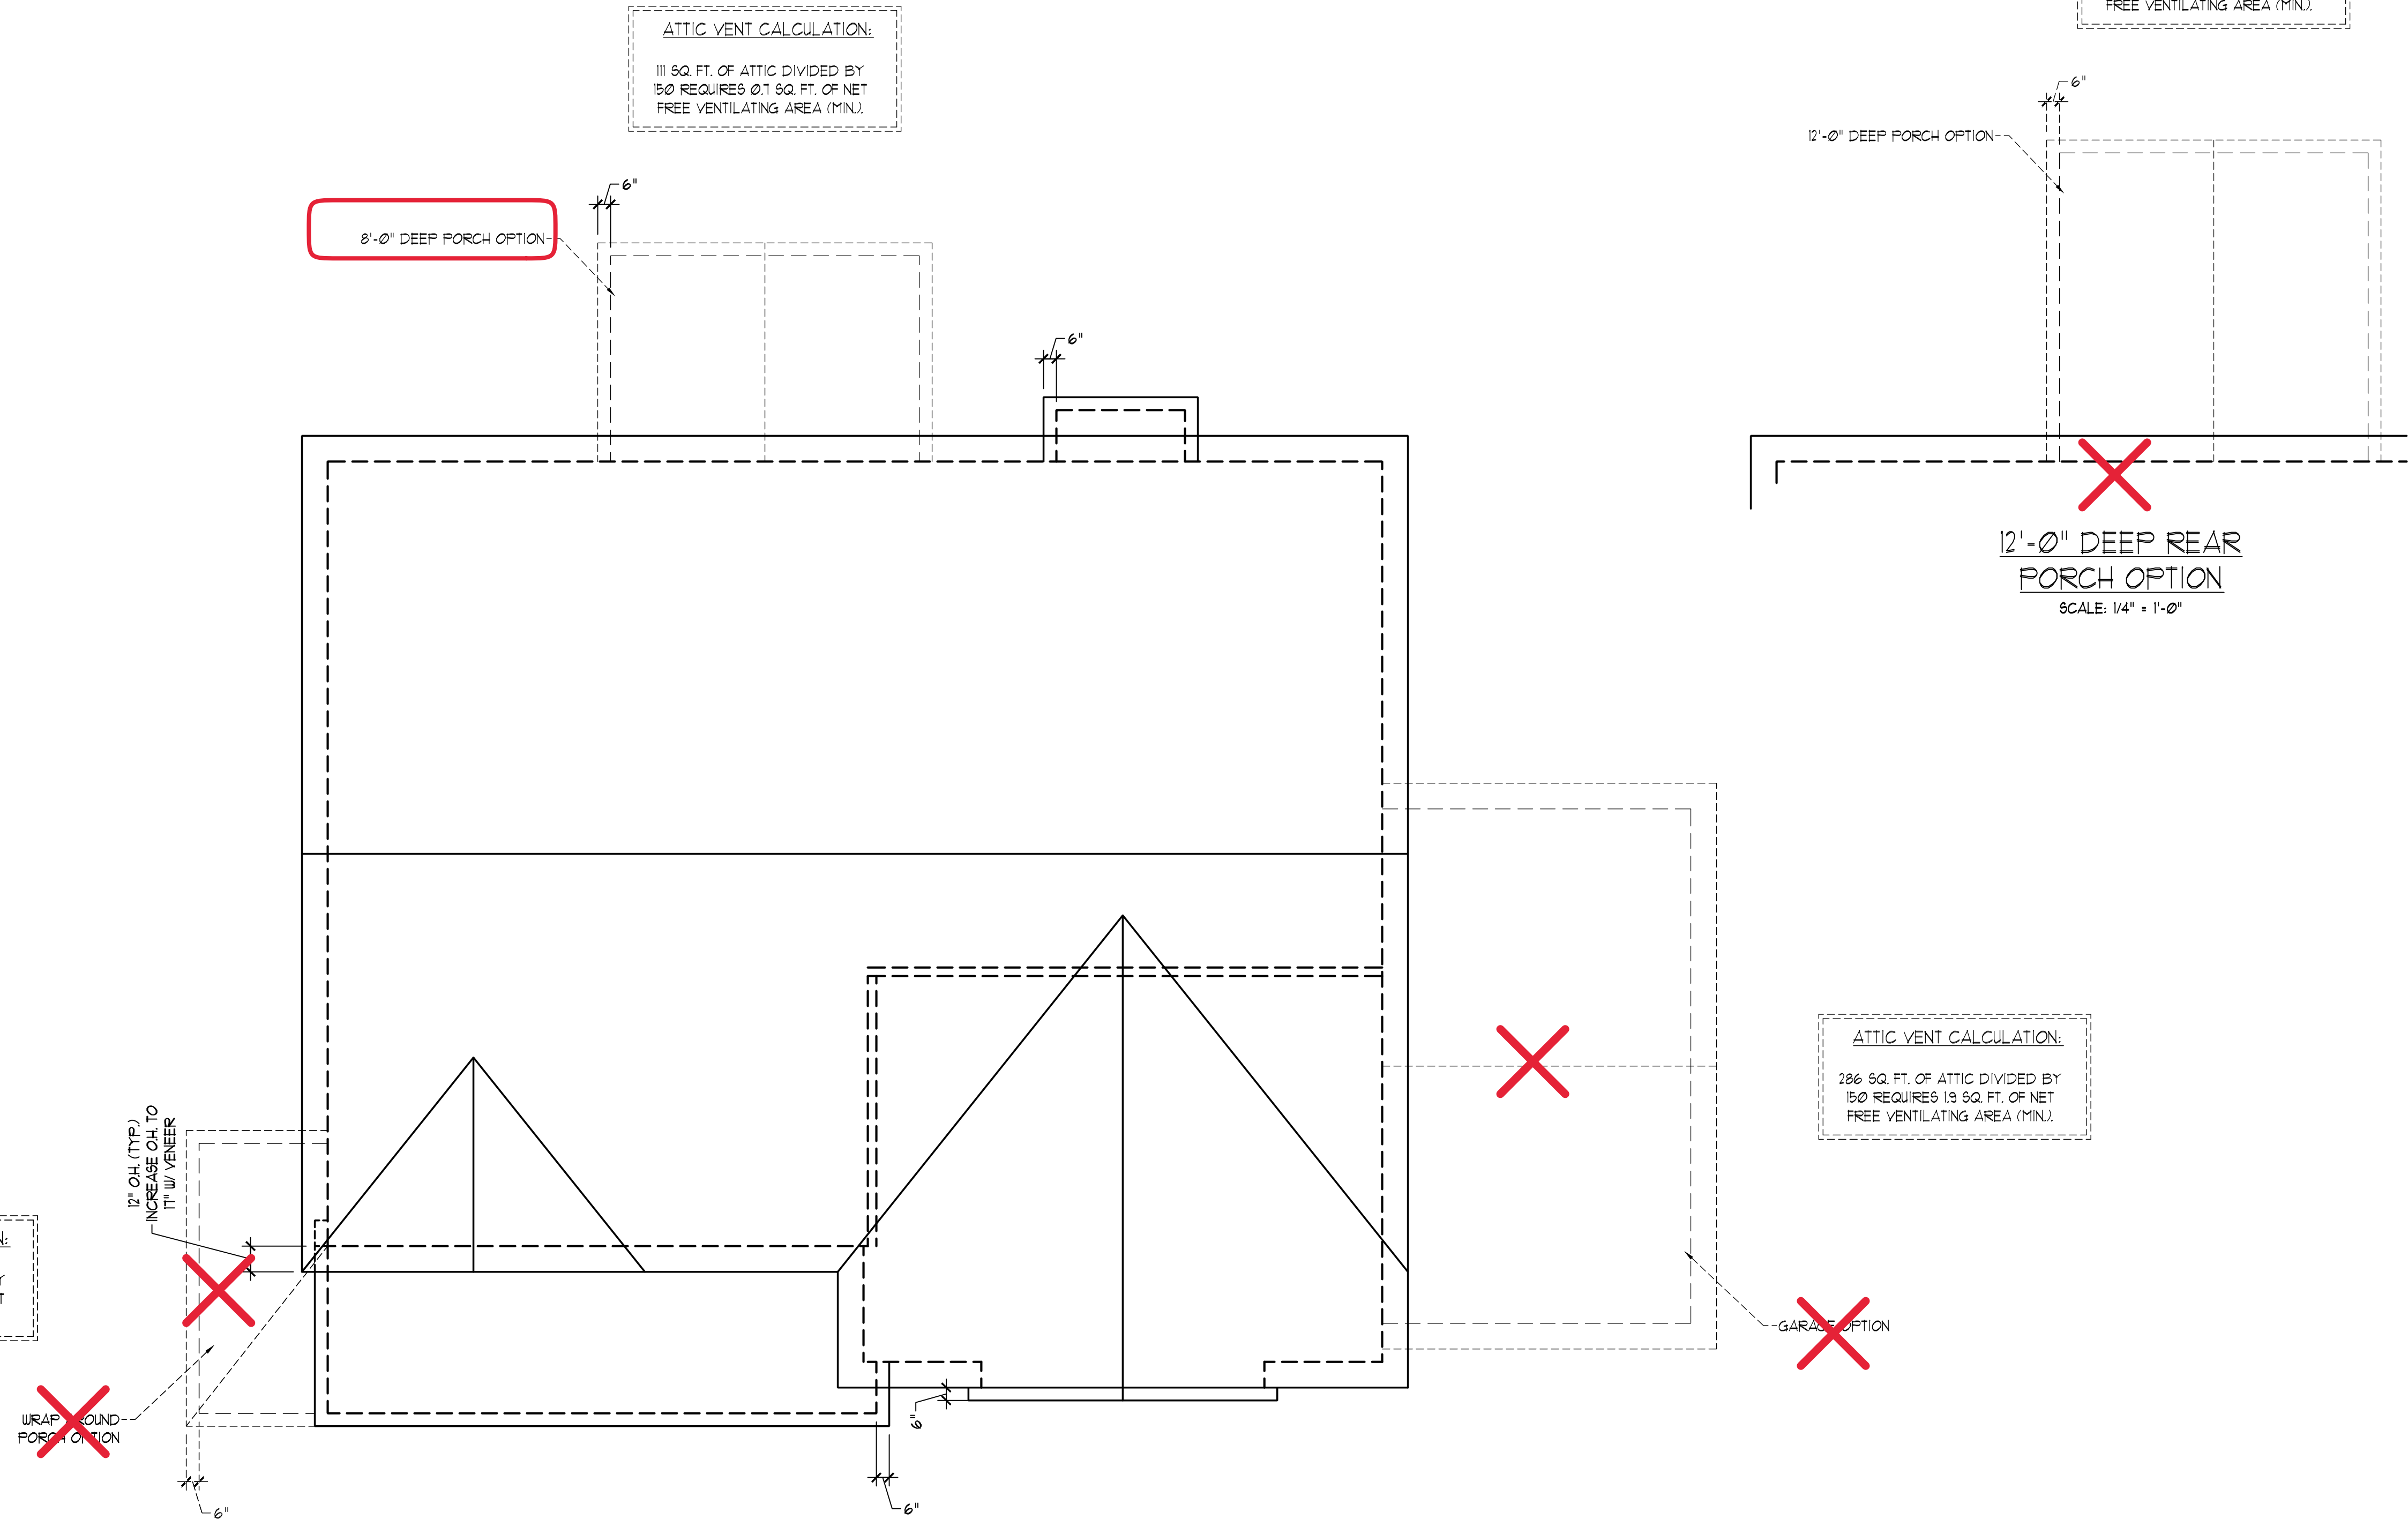 ATTIC VENT CALCULATION:
111 SQ. FT. OF ATTIC DIVIDED BY
150 REQUIRES 0.7 SQ. FT. OF NET
FREE VENTILATING AREA (MIN.).
FREE VENTILATING AREA (MIN.).
6"
12'-0" DEEP PORCH OPTION
6"
8'-0" DEEP PORCH OPTION
6"
12'-0" DEEP REAR
PORCH OPTION
SCALE: 1/4" = 1'-0"
ATTIC VENT CALCULATION:
286 SQ. FT. OF ATTIC DIVIDED BY
150 REQUIRES 1.9 SQ. FT. OF NET
FREE VENTILATING AREA (MIN.).
12" O.H. (TYP.)
INCREASE O.H. TO
17" W/ VENEER
GARAGE OPTION
WRAP AROUND
PORCH OPTION
6"
6"
6"